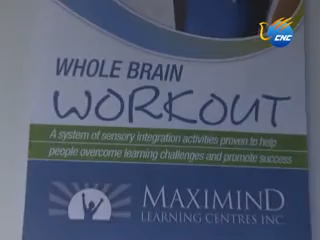 CNC
WHOLE BRAIN
WORKOUT
A system of sensory integration activities proven to help
people overcome learning challenges and promote success
MAXIMIND
LEARNING CENTRES INC.